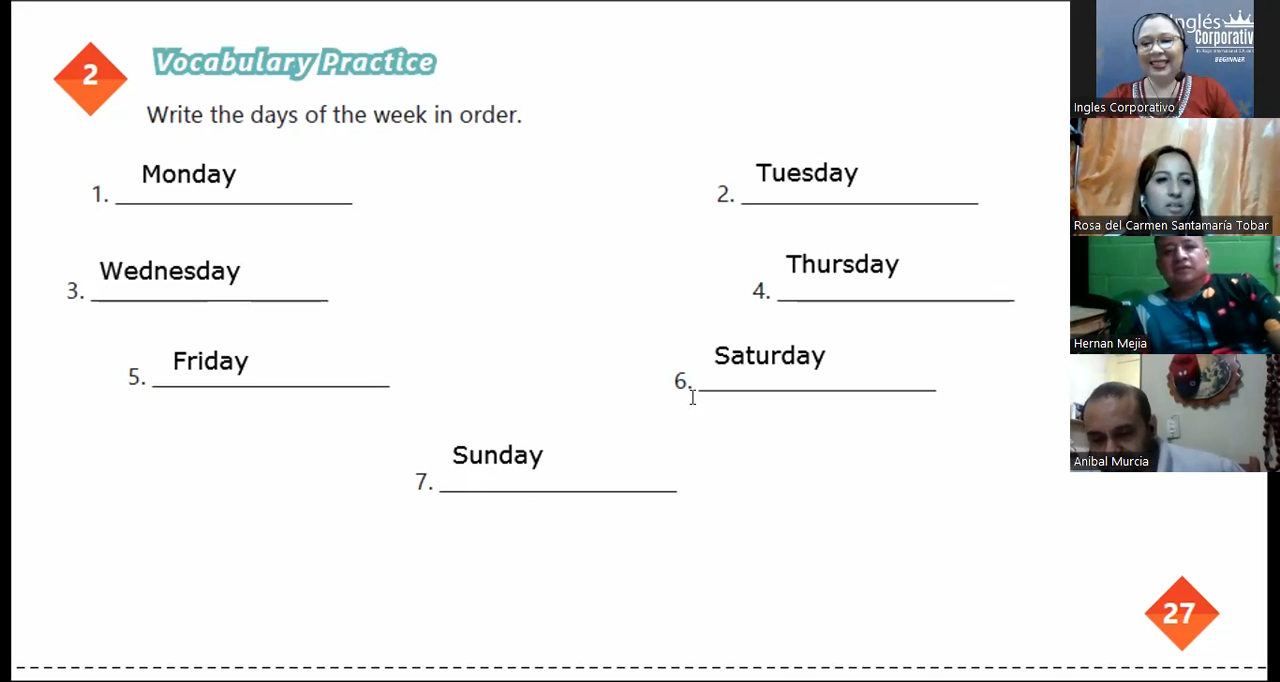 2
Vocabulary Practice
Write the days of the week in order.
1. Monday
2. Tuesday
3. Wednesday
4. Thursday
5. Friday
6. Saturday
7. Sunday
27
Inglés
Corporativo
BEGINNER
Ingles Corporativo
Rosa del Carmen Santamaría Tobar
Hernan Mejia
Anibal Murcia